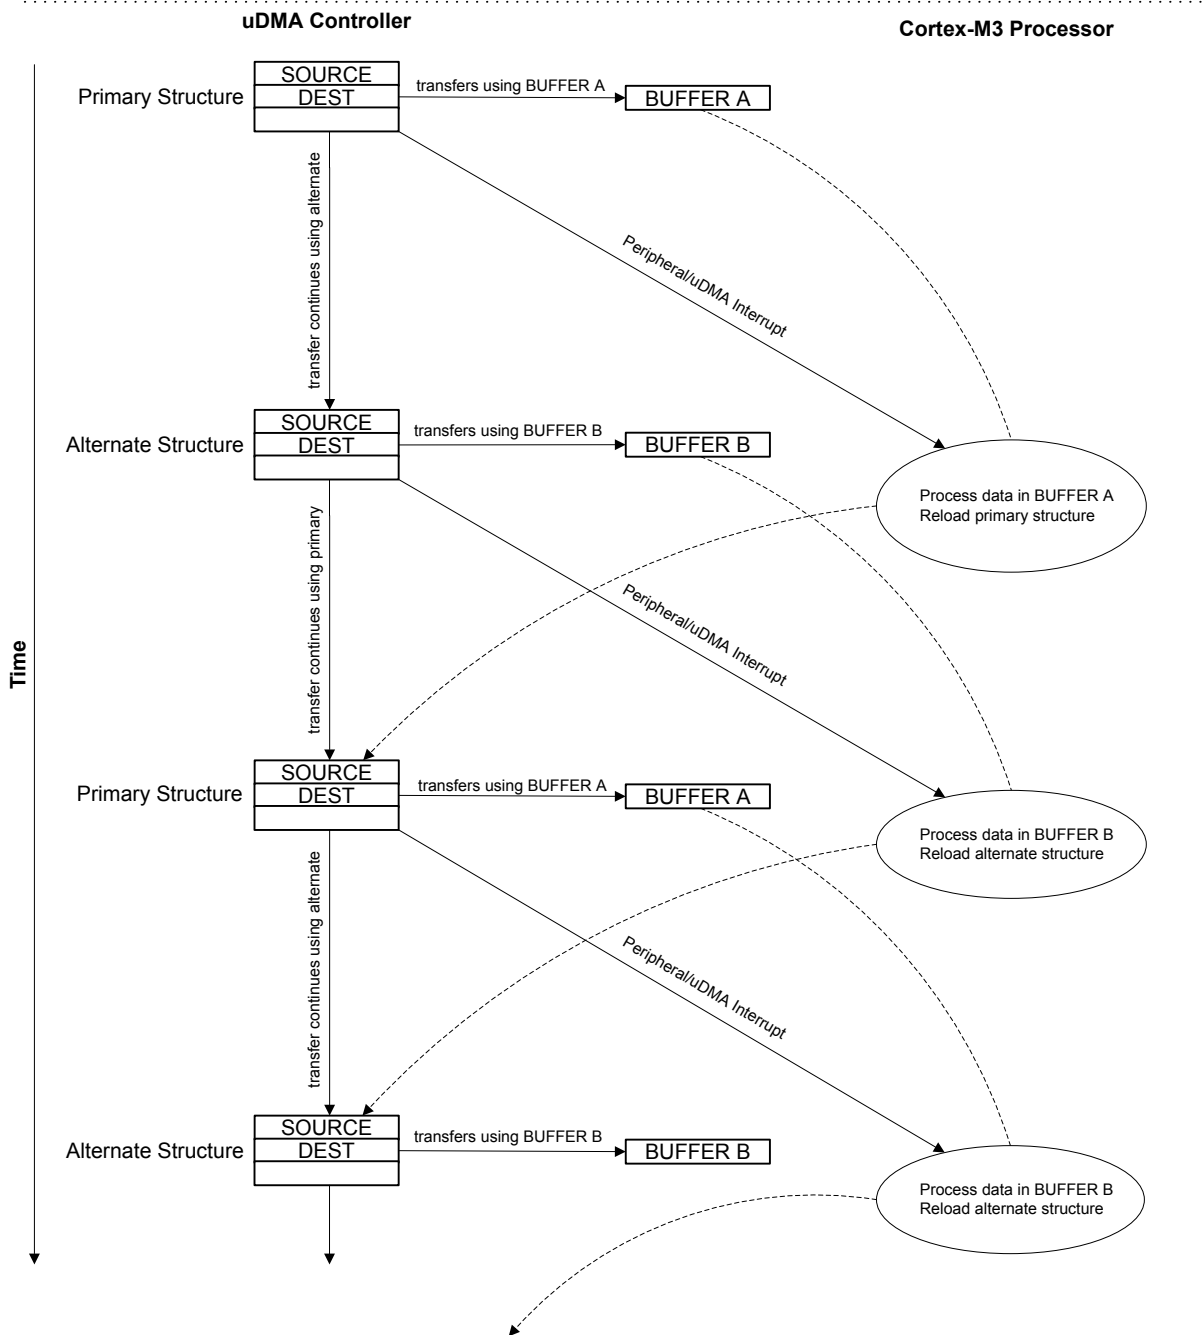 uDMA Controller
Cortex-M3 Processor
SOURCE
transfers using BUFFER A
Primary Structure
DEST
BUFFER A
transfer continues using alternate
Peripheral/uDMA Interrupt
SOURCE
transfers using BUFFER B
Alternate Structure
DEST
BUFFER B
Process data in BUFFER A
Reload primary structure
transfer continues using primary
Peripheral/uDMA Interrupt
Time
SOURCE
transfers using BUFFER A
Primary Structure
DEST
BUFFER A
Process data in BUFFER B
Reload alternate structure
transfer continues using alternate
Peripheral/uDMA Interrupt
SOURCE
transfers using BUFFER B
Alternate Structure
DEST
BUFFER B
Process data in BUFFER B
Reload alternate structure